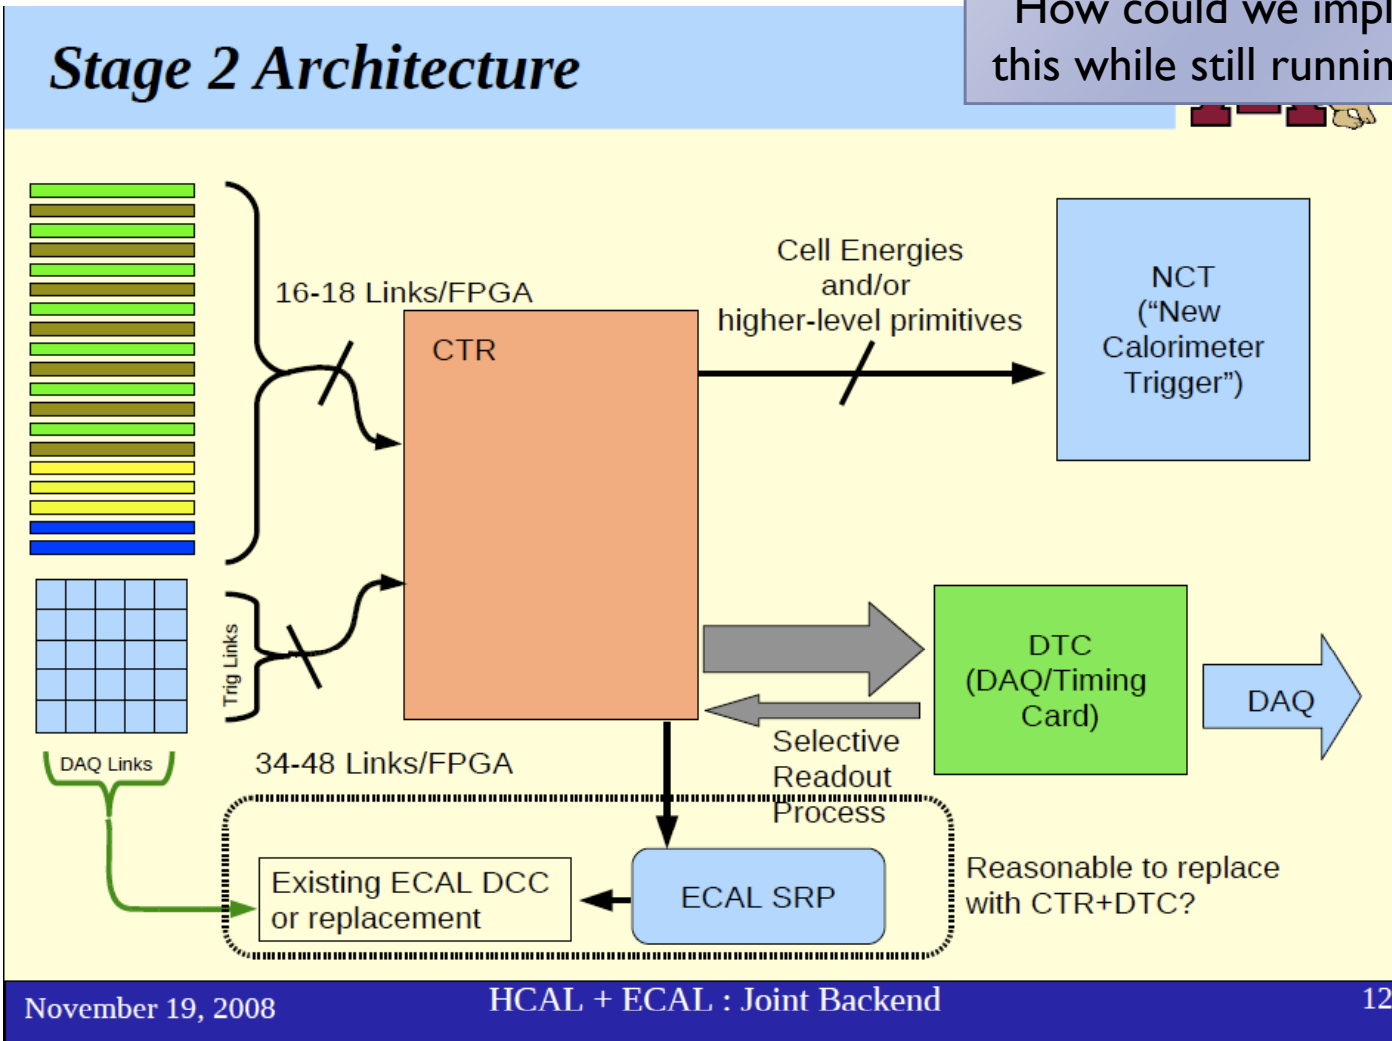 How could we
this while still
Stage 2 Architecture
16-18 Links/FPGA
CTR
Cell Energies
and/or
higher-level primitives
NCT
(“New
Calorimeter
Trigger”)
Trig Links
DAQ Links
34-48 Links/FPGA
Selective
Readout
Process
DTC
(DAQ/Timing
Card)
DAQ
Existing ECAL DCC
or replacement
ECAL SRP
Reasonable to replace
with CTR+DTC?
November 19, 2008
HCAL + ECAL : Joint Backend
12